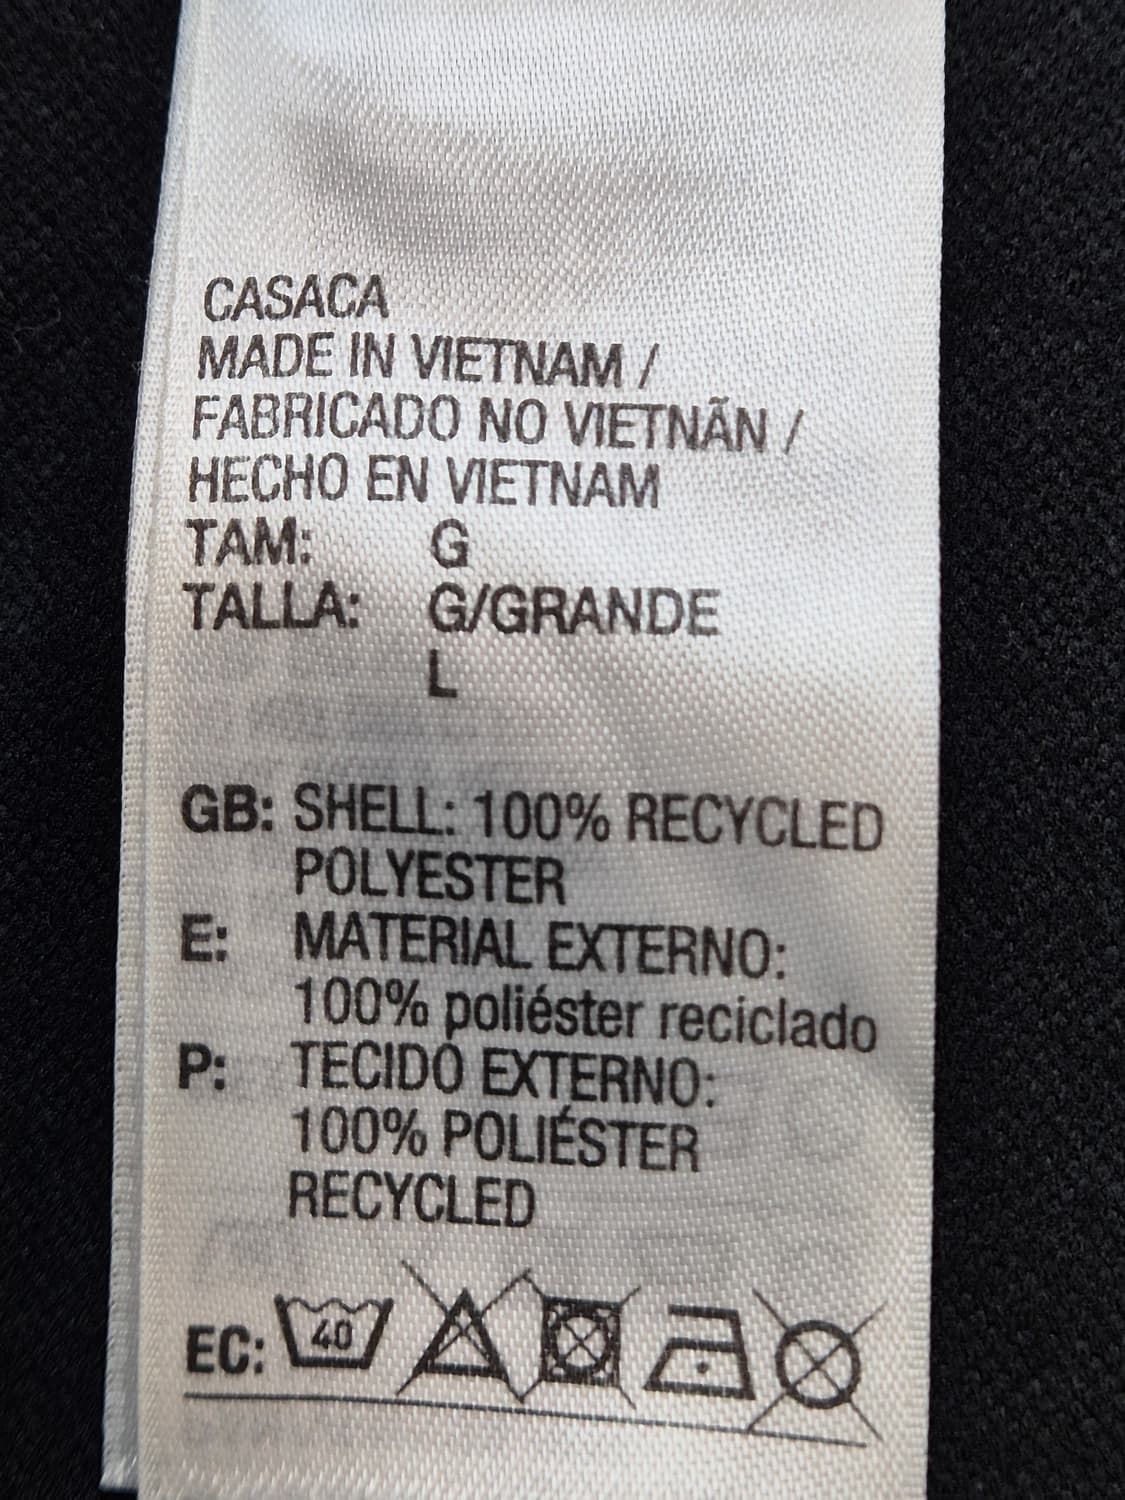 CASACA
MADE IN VIETNAM /
FABRICADO NO VIETNÃN /
HECHO EN VIETNAM
TAM: G
TALLA: G/GRANDE
L
GB: SHELL: 100% RECYCLED
POLYESTER
E: MATERIAL EXTERNO:
100% poliéster reciclado
P: TECIDO EXTERNO:
100% POLIÉSTER
RECYCLED
EC: 40